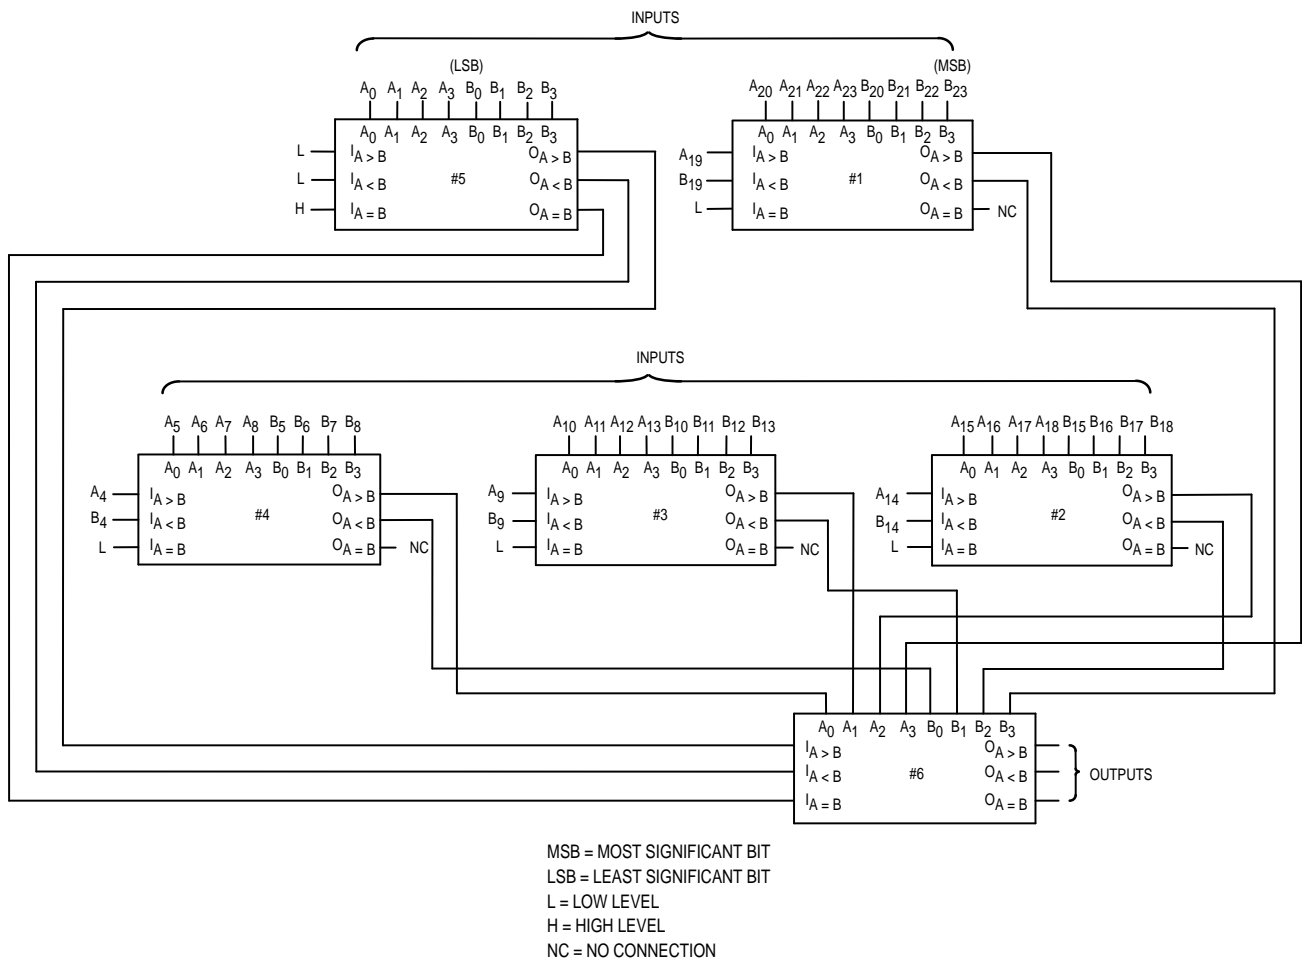 INPUTS
(LSB) (MSB)
A0 A1 A2 A3 B0 B1 B2 B3 A20 A21 A22 A23 B20 B21 B22 B23
A0 A1 A2 A3 B0 B1 B2 B3 A0 A1 A2 A3 B0 B1 B2 B3
L IA > B OA > B A19 IA > B OA > B
L IA < B #5 OA < B B19 IA < B #1 OA < B
H IA = B OA = B L IA = B OA = B NC
INPUTS
A5 A6 A7 A8 B5 B6 B7 B8 A10 A11 A12 A13 B10 B11 B12 B13 A15 A16 A17 A18 B15 B16 B17 B18
A0 A1 A2 A3 B0 B1 B2 B3 A0 A1 A2 A3 B0 B1 B2 B3 A0 A1 A2 A3 B0 B1 B2 B3
A4 IA > B OA > B A9 IA > B OA > B A14 IA > B OA > B
B4 IA < B #4 OA < B B9 IA < B #3 OA < B B14 IA < B #2 OA < B
L IA = B OA = B NC L IA = B OA = B NC L IA = B OA = B NC
A0 A1 A2 A3 B0 B1 B2 B3
IA > B OA > B
IA < B #6 OA < B OUTPUTS
IA = B OA = B
MSB = MOST SIGNIFICANT BIT
LSB = LEAST SIGNIFICANT BIT
L = LOW LEVEL
H = HIGH LEVEL
NC = NO CONNECTION